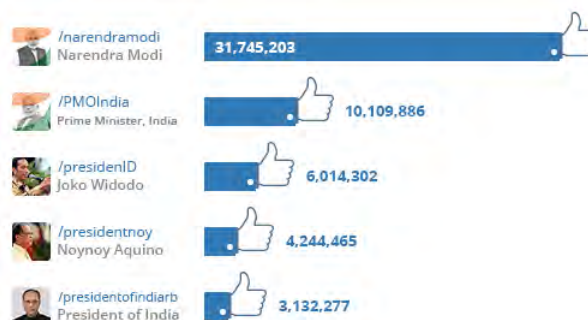 /narendramodi
Narendra Modi
31,745,203
/PMOIndia
Prime Minister, India
10,109,886
/presidenID
Joko Widodo
6,014,302
/presidentnoy
Noynoy Aquino
4,244,465
/presidentofindiarb
President of India
3,132,277